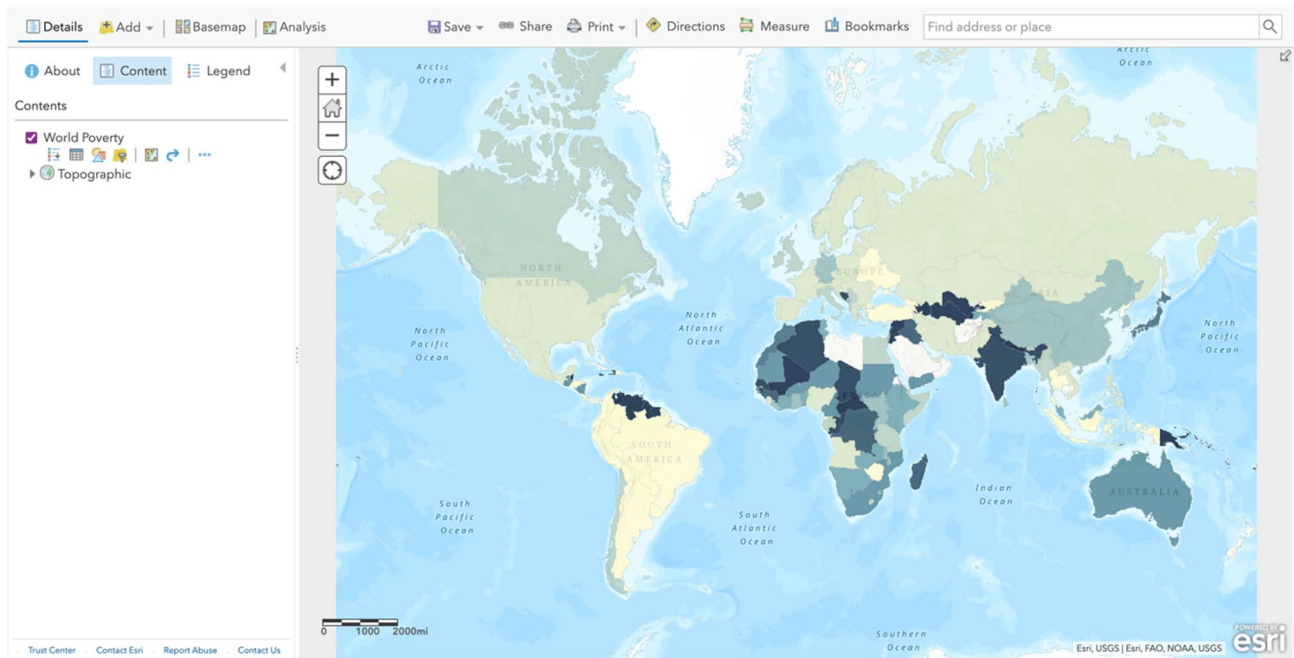 Details Add Basemap Analysis Save Share Print Directions Measure Bookmarks Find address or place
About Content Legend
Contents
World Poverty
Topographic
Trust Center . Contact Esri . Report Abuse . Contact Us
+
−
Arctic
Ocean
Arctic
Ocean
NORTH
AMERICA
EUROPE
ASIA
North
Pacific
Ocean
North
Atlantic
Ocean
North
Pacific
Ocean
AFRICA
SOUTH
AMERICA
South
Pacific
Ocean
South
Atlantic
Ocean
Indian
Ocean
AUSTRALIA
Southern
Ocean
0 1000 2000mi
Esri, USGS | Esri, FAO, NOAA, USGS
POWERED BY
esri